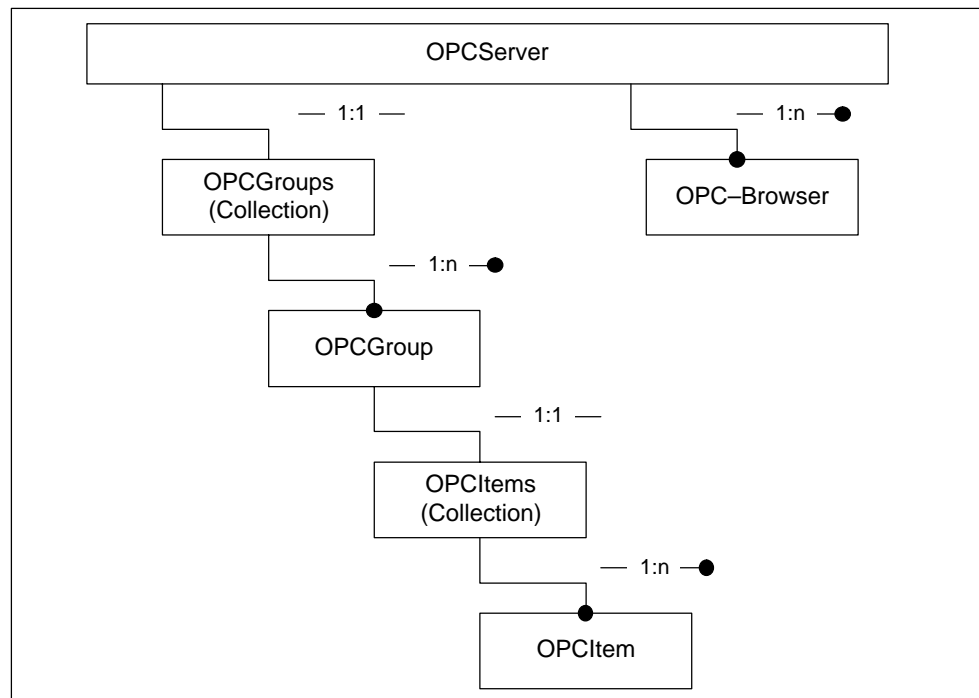 OPCServer
1:1
1:n
OPCGroups
(Collection)
OPC–Browser
1:n
OPCGroup
1:1
OPCItems
(Collection)
1:n
OPCItem